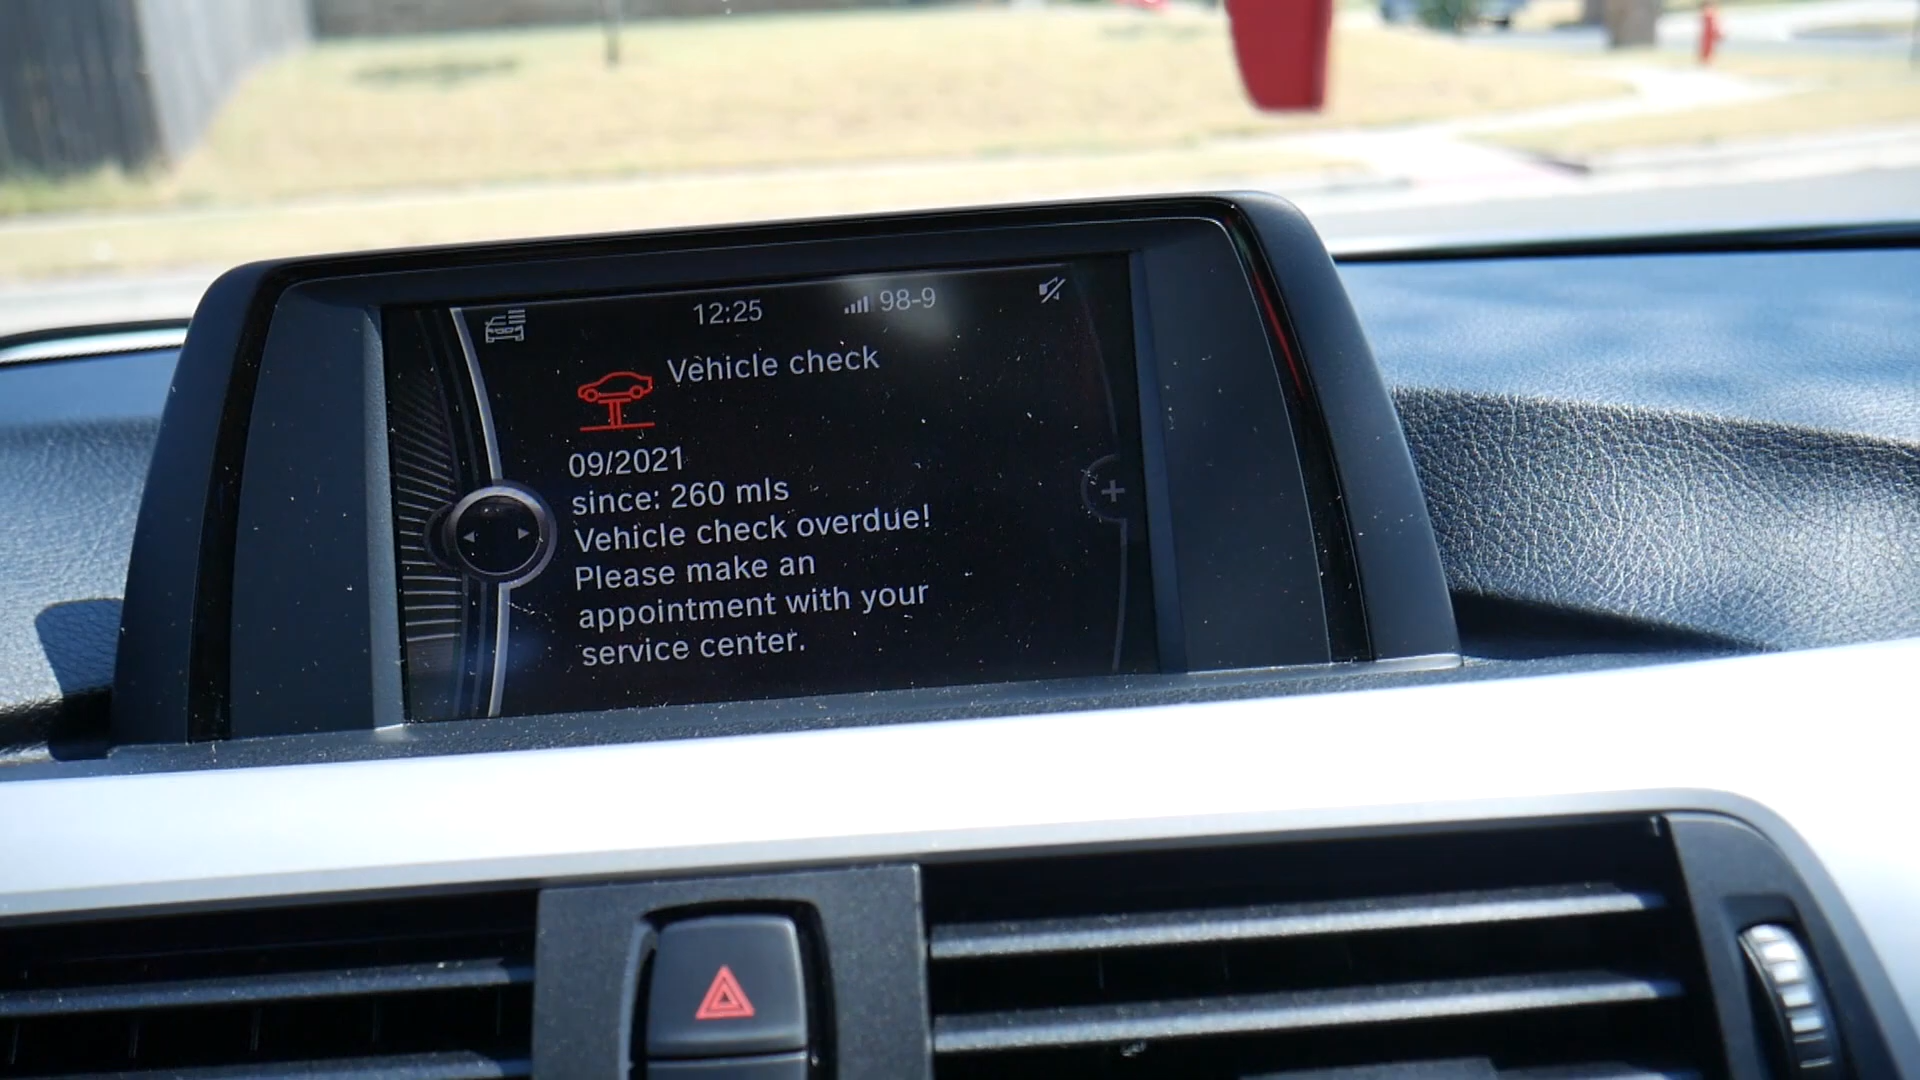 12:25 98-9
Vehicle check
09/2021
since: 260 mls
Vehicle check overdue!
Please make an
appointment with your
service center.